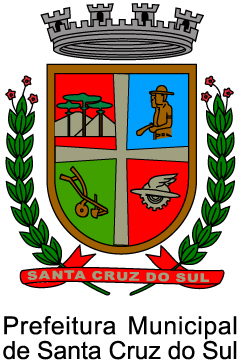 SANTA CRUZ DO SUL
Prefeitura Municipal
de Santa Cruz do Sul